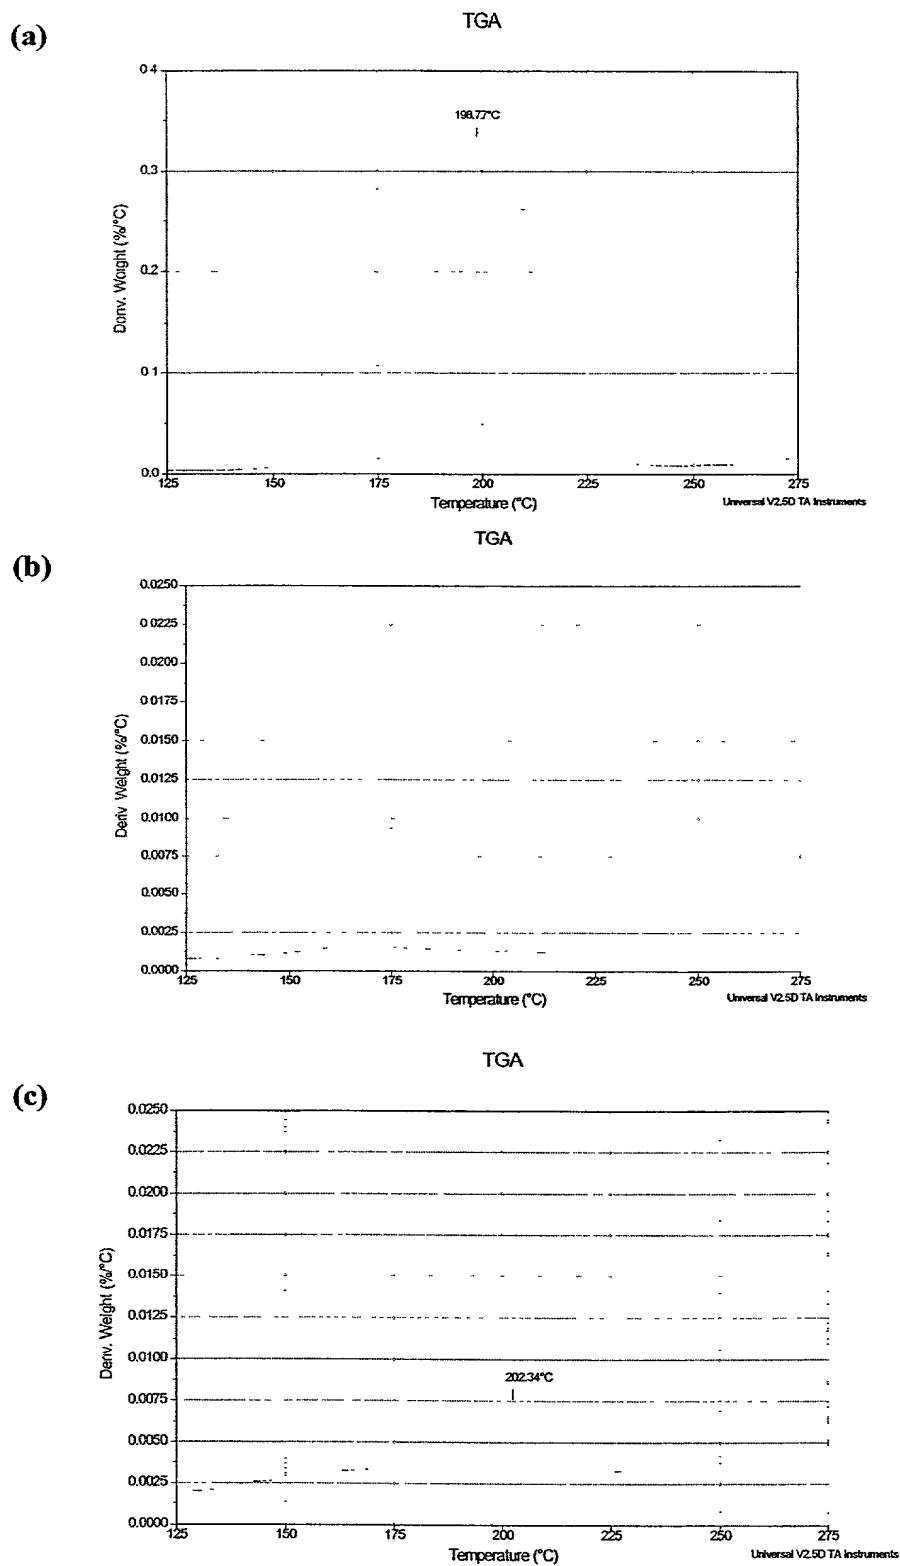 TGA
(a)
0.4
198.77°C
0.3
Deriv. Weight (%/°C)
0.2
0.1
0.0
125 150 175 200 225 250 275
Temperature (°C)
Universal V2.5D TA Instruments
TGA
(b)
0.0250
0.0225
0.0200
0.0175
0.0150
Deriv Weight (%/°C)
0.0125
0.0100
0.0075
0.0050
0.0025
0.0000
125 150 175 200 225 250 275
Temperature (°C)
Universal V2.5D TA Instruments
TGA
(c)
0.0250
0.0225
0.0200
0.0175
0.0150
Deriv. Weight (%/°C)
0.0125
0.0100
202.34°C
0.0075
0.0050
0.0025
0.0000
125 150 175 200 225 250 275
Temperature (°C)
Universal V2.5D TA Instruments